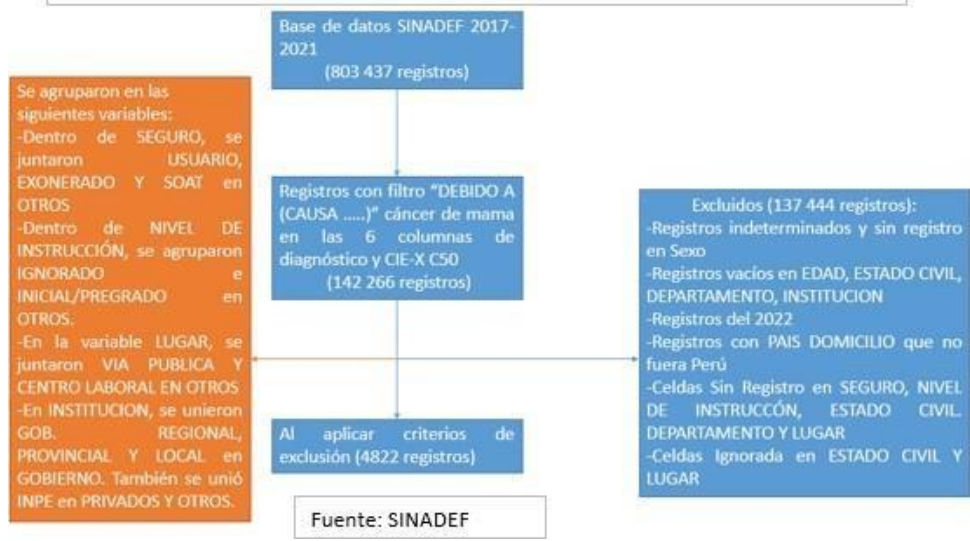 Base de datos SINADEF 2017-
2021
(803 437 registros)
Se agruparon en las
siguientes variables:
-Dentro de SEGURO, se
juntaron USUARIO,
EXONERADO Y SOAT en
OTROS
-Dentro de NIVEL DE
INSTRUCCIÓN, se agruparon
IGNORADO e
INICIAL/PREGRADO en
OTROS.
-En la variable LUGAR, se
juntaron VIA PUBLICA Y
CENTRO LABORAL EN OTROS
-En INSTITUCION, se unieron
GOB. REGIONAL,
PROVINCIAL Y LOCAL en
GOBIERNO. También se unió
INPE en PRIVADOS Y OTROS.
Registros con filtro “DEBIDO A
(CAUSA .....)” cáncer de mama
en las 6 columnas de
diagnóstico y CIE-X C50
(142 266 registros)
Excluidos (137 444 registros):
-Registros indeterminados y sin registro
en Sexo
-Registros vacíos en EDAD, ESTADO CIVIL,
DEPARTAMENTO, INSTITUCION
-Registros del 2022
-Registros con PAIS DOMICILIO que no
fuera Perú
-Celdas Sin Registro en SEGURO, NIVEL
DE INSTRUCCÓN, ESTADO CIVIL.
DEPARTAMENTO Y LUGAR
-Celdas Ignorada en ESTADO CIVIL Y
LUGAR
Al aplicar criterios de
exclusión (4822 registros)
Fuente: SINADEF